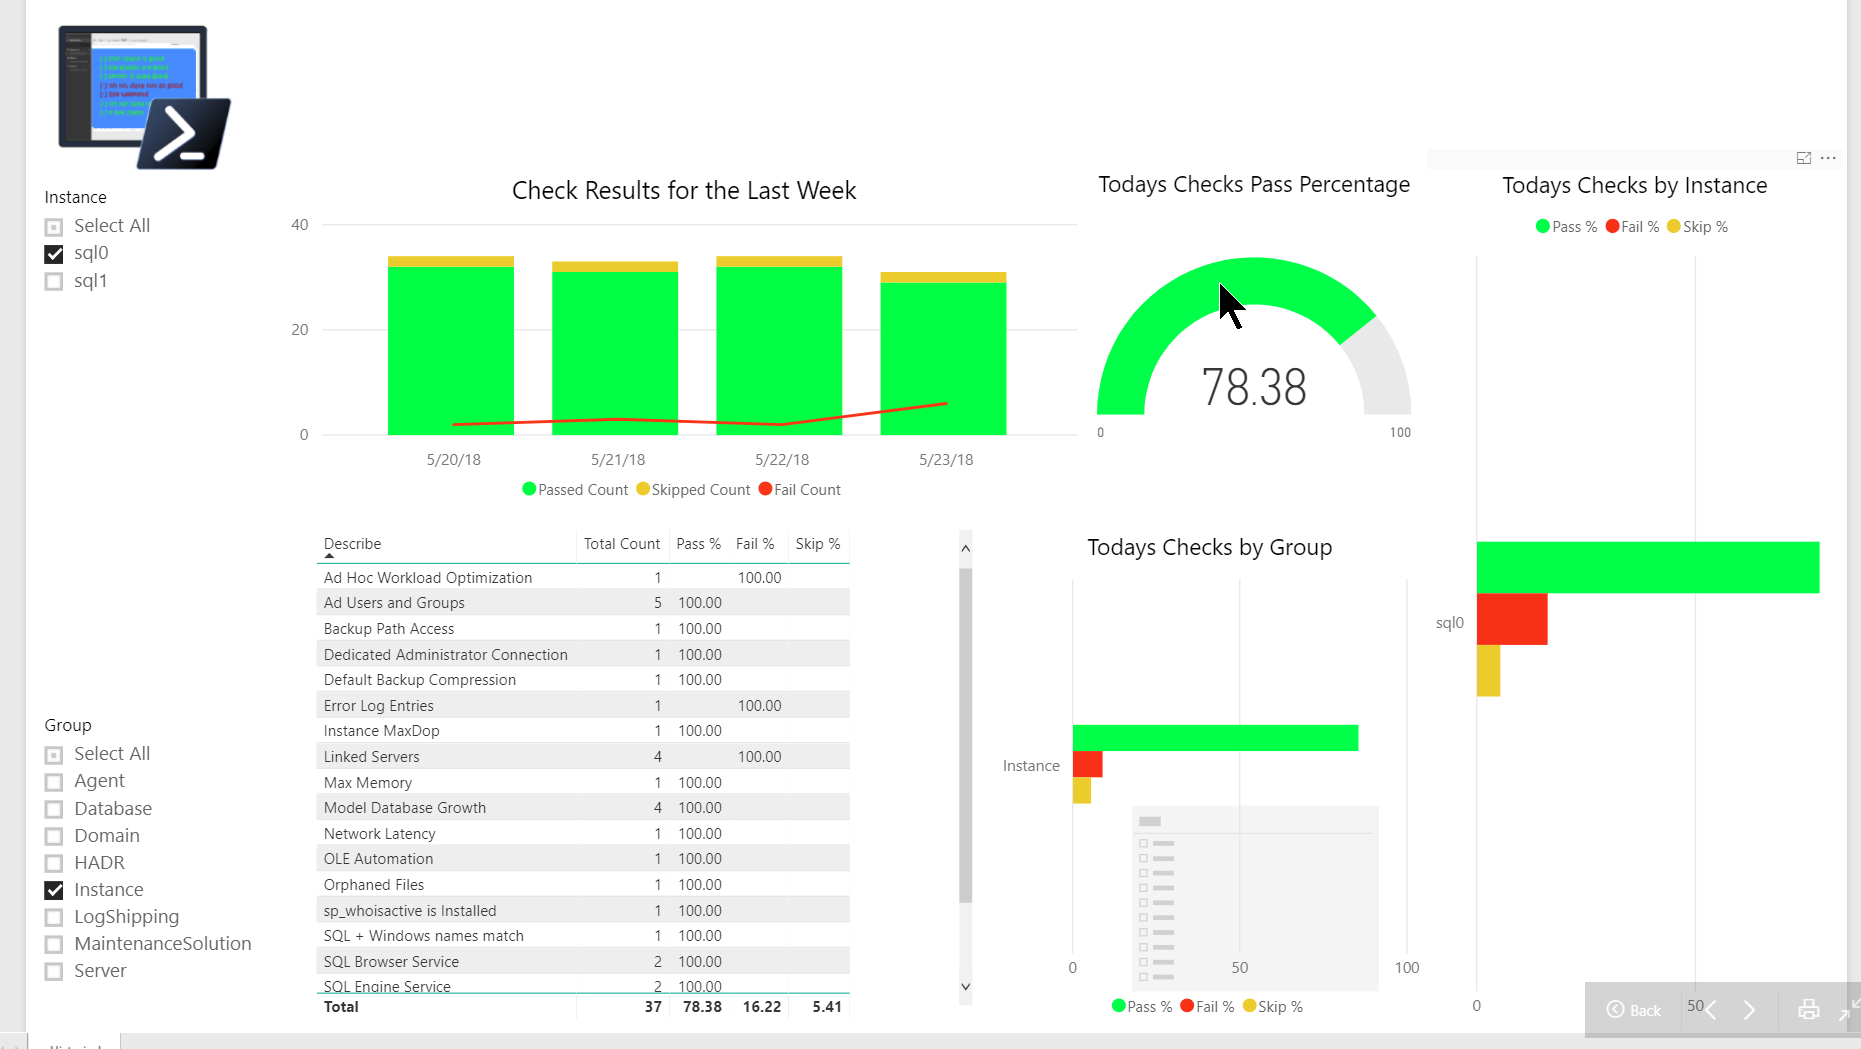 Instance
Select All
sql0
sql1
Check Results for the Last Week
40
20
0
5/20/18 5/21/18 5/22/18 5/23/18
Passed Count Skipped Count Fail Count
Todays Checks Pass Percentage
78.38
0 100
Todays Checks by Instance
Pass % Fail % Skip %
sql0
0 50
Group
Select All
Agent
Database
Domain
HADR
Instance
LogShipping
MaintenanceSolution
Server
Describe Total Count Pass % Fail % Skip %
Ad Hoc Workload Optimization 1 100.00
Ad Users and Groups 5 100.00
Backup Path Access 1 100.00
Dedicated Administrator Connection 1 100.00
Default Backup Compression 1 100.00
Error Log Entries 1 100.00
Instance MaxDop 1 100.00
Linked Servers 4 100.00
Max Memory 1 100.00
Model Database Growth 4 100.00
Network Latency 1 100.00
OLE Automation 1 100.00
Orphaned Files 1 100.00
sp_whoisactive is Installed 1 100.00
SQL + Windows names match 1 100.00
SQL Browser Service 2 100.00
SQL Engine Service 2 100.00
Total 37 78.38 16.22 5.41
Todays Checks by Group
Instance
0 50 100
Pass % Fail % Skip %
Back